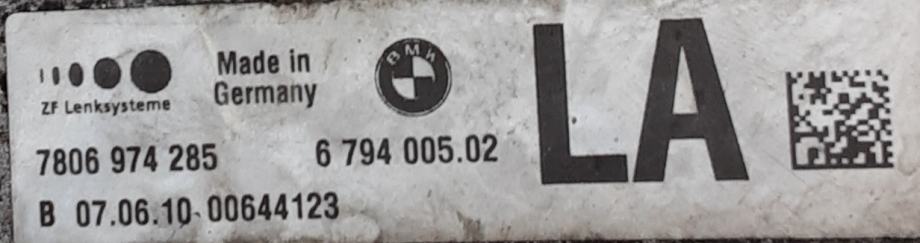 Made in
Germany
BMW
LA
ZF Lenksysteme
7806 974 285 6 794 005.02
B 07.06.10-00644123